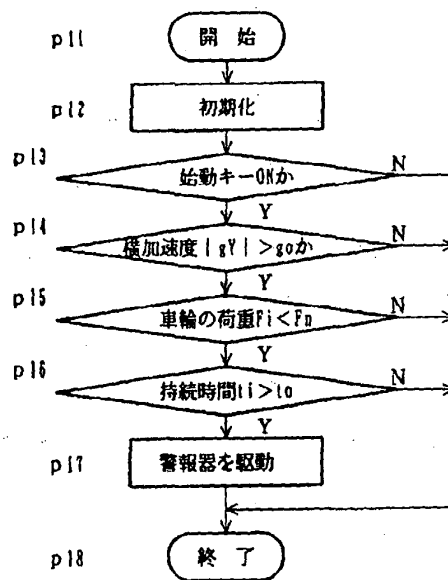 p11 開 始
p12 初期化
p13 始動キーONか N
Y
p14 横加速度|gY|>goか N
Y
p15 車輪の荷重Fi<Fn N
Y
p16 持続時間ti>to N
Y
p17 警報器を駆動
p18 終 了